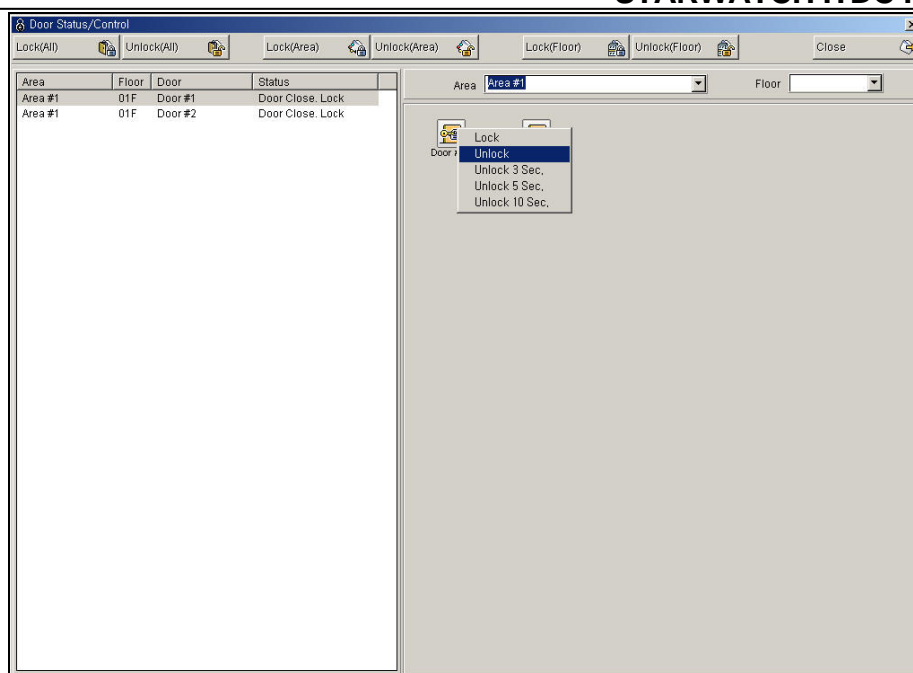 Door Status/Control
Lock(All) Unlock(All) Lock(Area) Unlock(Area) Lock(Floor) Unlock(Floor) Close
Area Floor Door Status
Area #1 01F Door #1 Door Close. Lock
Area #1 01F Door #2 Door Close. Lock
Area Area #1 Floor
Door
Lock
Unlock
Unlock 3 Sec,
Unlock 5 Sec,
Unlock 10 Sec,